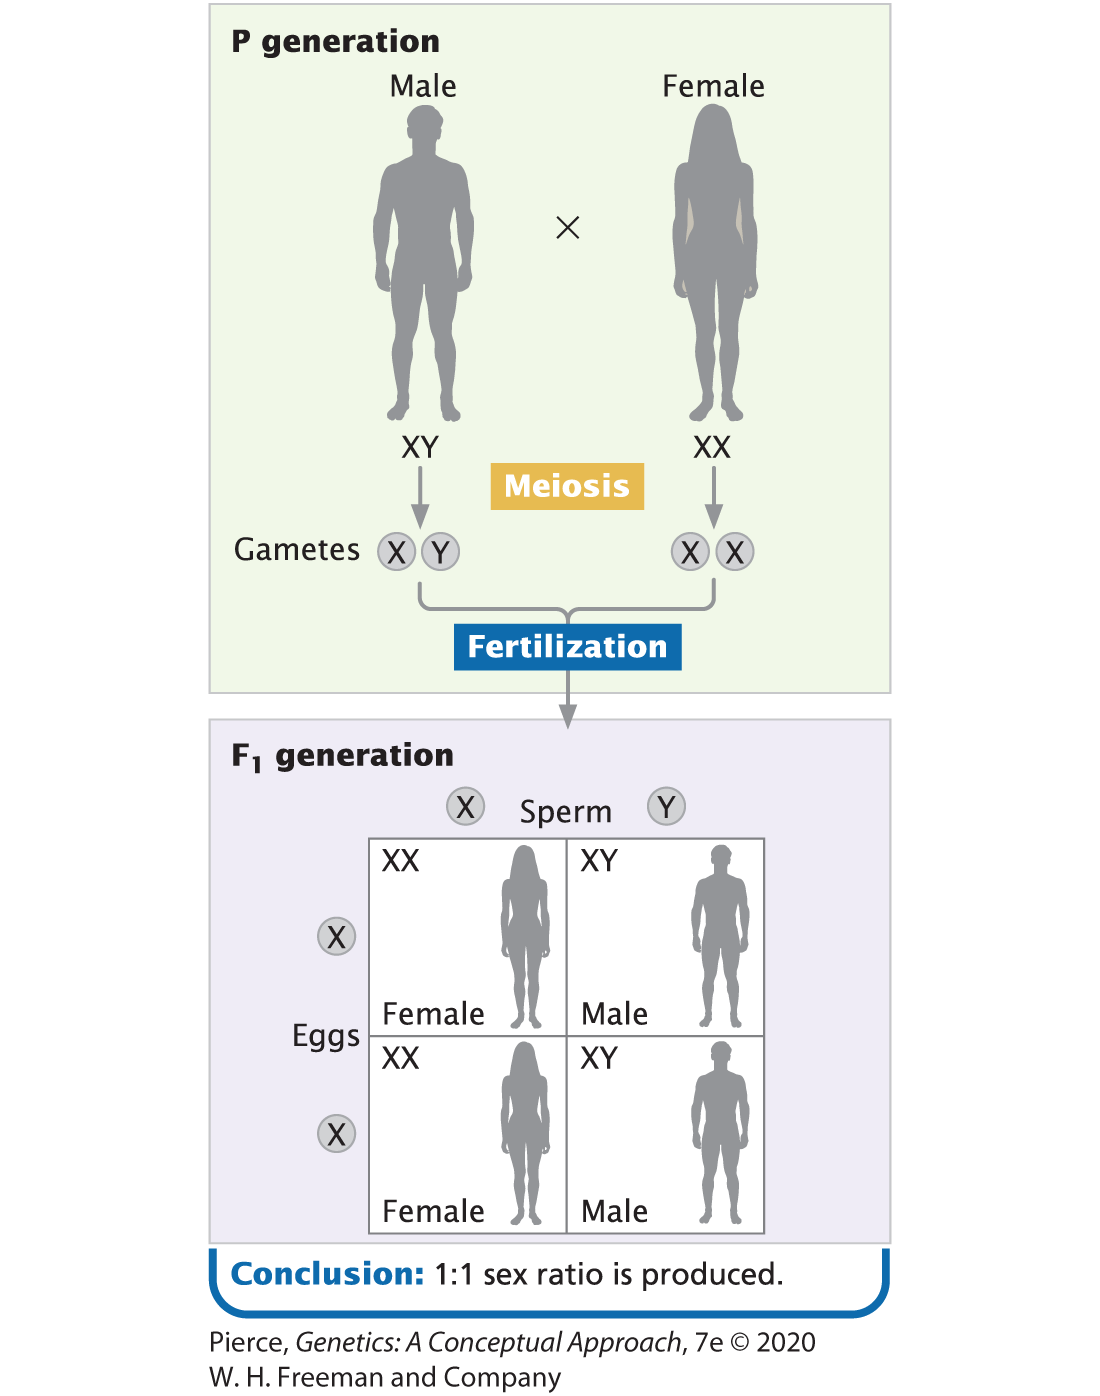 P generation
Male Female
×
XY XX
Meiosis
Gametes X Y X X
Fertilization
F1 generation
X Sperm Y
XX XY
X
Female Male
Eggs
XX XY
X
Female Male
Conclusion: 1:1 sex ratio is produced.
Pierce, Genetics: A Conceptual Approach, 7e © 2020
W. H. Freeman and Company